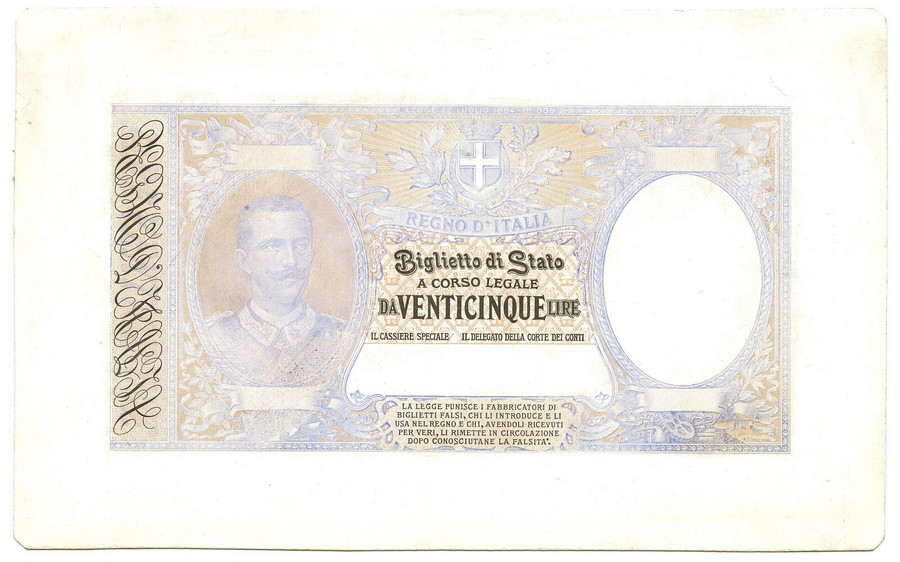 REGNO D'ITALIA
Biglietto di Stato
A CORSO LEGALE
DA VENTICINQUE LIRE
IL CASSIERE SPECIALE IL DELEGATO DELLA CORTE DEI CONTI
LA LEGGE PUNISCE I FABBRICATORI DI
BIGLIETTI FALSI, CHI LI INTRODUCE E LI
USA NEL REGNO E CHI, AVENDOLI RICEVUTI
PER VERI, LI RIMETTE IN CIRCOLAZIONE
DOPO CONOSCIUTANE LA FALSITA'.